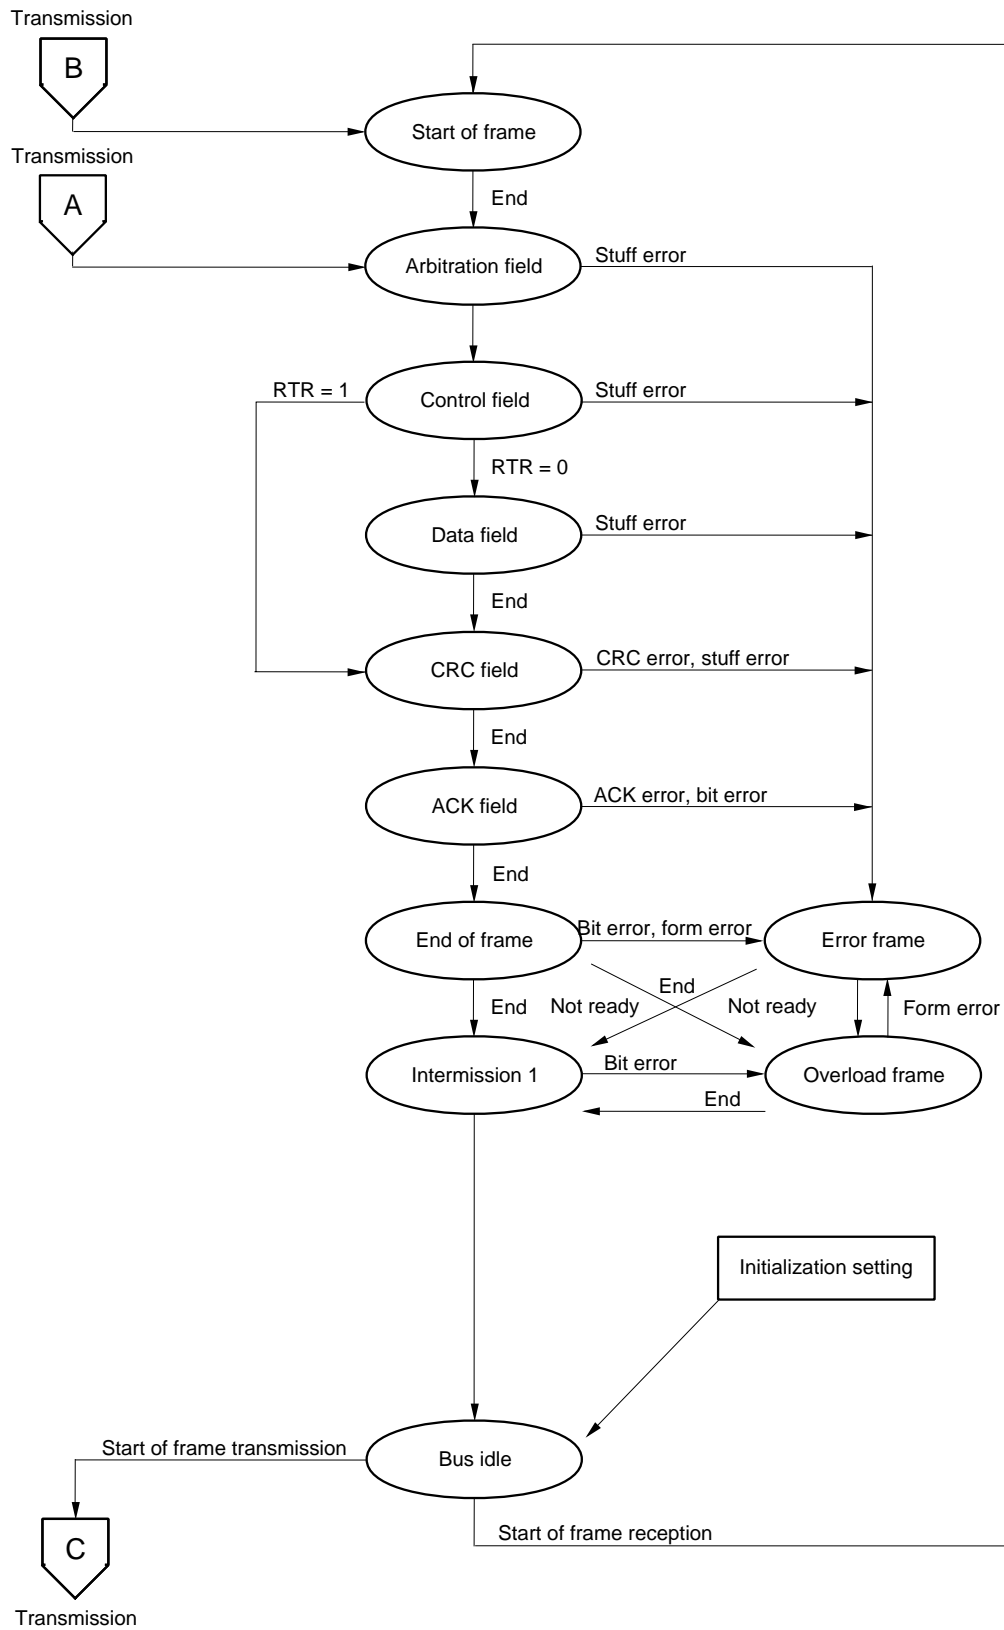 Transmission
B
Start of frame
Transmission
End
A
Arbitration field
Stuff error
RTR = 1
Control field
Stuff error
RTR = 0
Data field
Stuff error
End
CRC field
CRC error, stuff error
End
ACK field
ACK error, bit error
End
End of frame
Bit error, form error
Error frame
End
End
Not ready
Not ready
Form error
Intermission 1
Bit error
Overload frame
End
Initialization setting
Start of frame transmission
Bus idle
Start of frame reception
C
Transmission